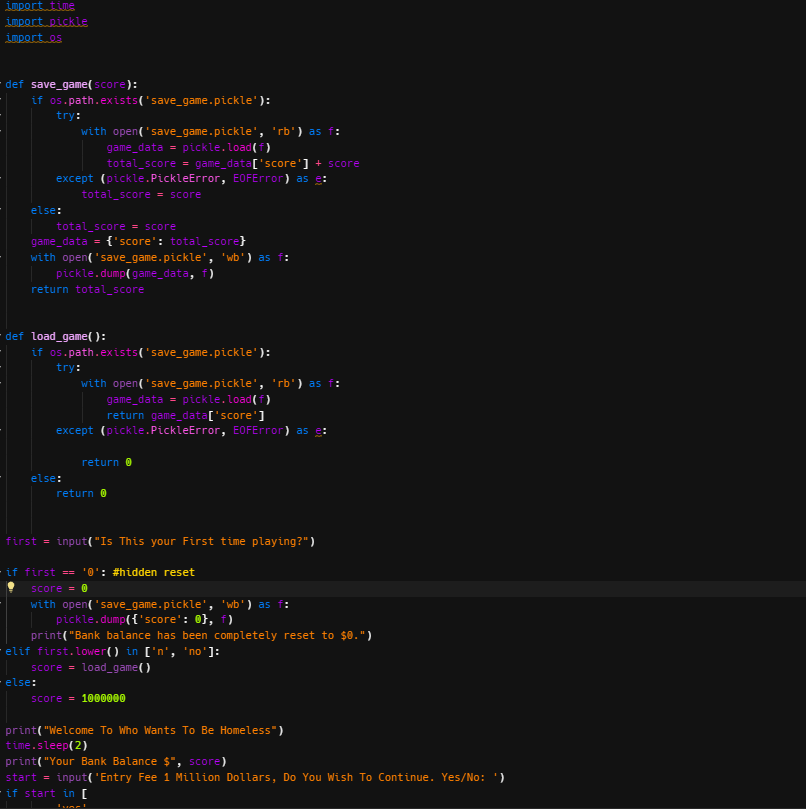 import time
import pickle
import os
def save_game(score):
if os.path.exists('save_game.pickle'):
try:
with open('save_game.pickle', 'rb') as f:
game_data = pickle.load(f)
total_score = game_data['score'] + score
except (pickle.PickleError, EOFError) as e:
total_score = score
else:
total_score = score
game_data = {'score': total_score}
with open('save_game.pickle', 'wb') as f:
pickle.dump(game_data, f)
return total_score
def load_game():
if os.path.exists('save_game.pickle'):
try:
with open('save_game.pickle', 'rb') as f:
game_data = pickle.load(f)
return game_data['score']
except (pickle.PickleError, EOFError) as e:
return 0
else:
return 0
first = input("Is This your First time playing?")
if first == '0': #hidden reset
score = 0
with open('save_game.pickle', 'wb') as f:
pickle.dump({'score': 0}, f)
print("Bank balance has been completely reset to $0.")
elif first.lower() in ['n', 'no']:
score = load_game()
else:
score = 1000000
print("Welcome To Who Wants To Be Homeless")
time.sleep(2)
print("Your Bank Balance $", score)
start = input('Entry Fee 1 Million Dollars, Do You Wish To Continue. Yes/No: ')
if start in [